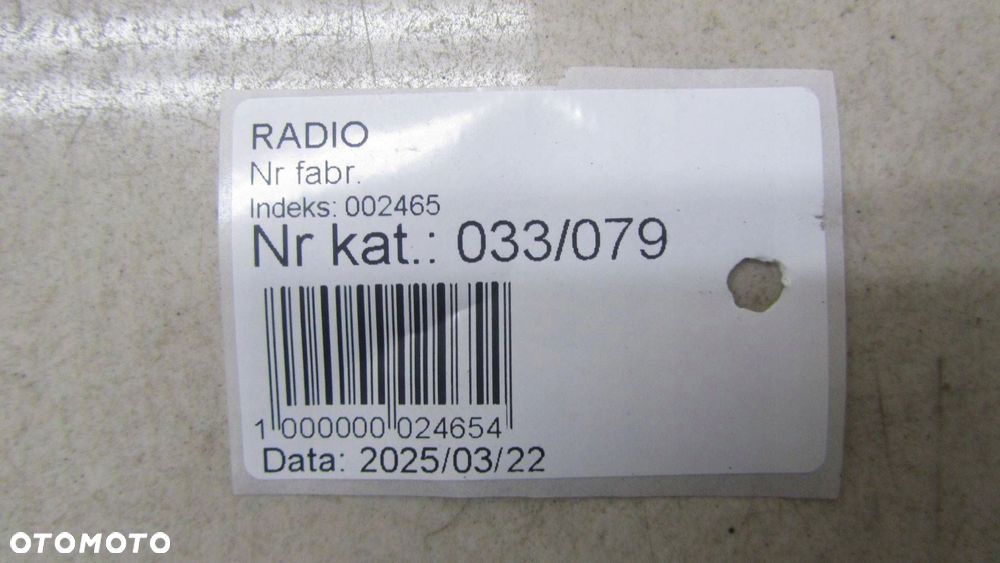 RADIO
Nr fabr.
Indeks: 002465
Nr kat.: 033/079
1 000000 024654
Data: 2025/03/22
OTOMOTO